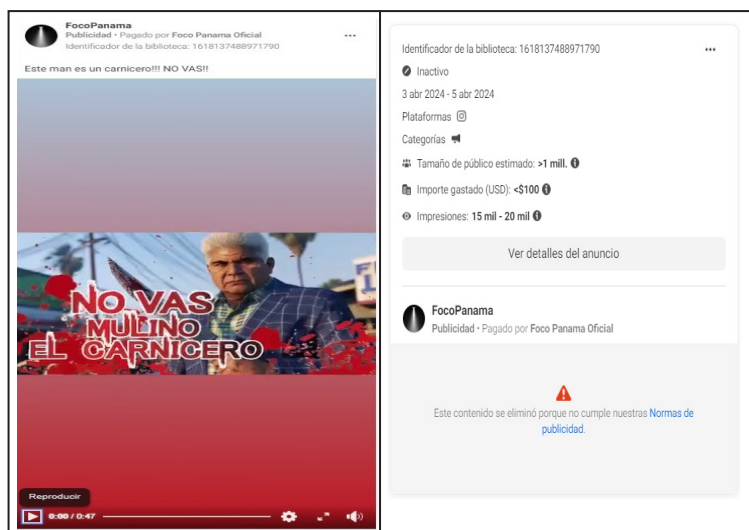 FocoPanama
Publicidad • Pagado por Foco Panama Oficial
Identificador de la biblioteca: 1618137488971790
Este man es un carnicero!!! NO VAS!!
NO VAS
MULINO
EL CARNICERO
Reproducir
0:00 / 0:47
Identificador de la biblioteca: 1618137488971790
Inactivo
3 abr 2024 - 5 abr 2024
Plataformas
Categorías
Tamaño de público estimado: >1 mill.
Importe gastado (USD): <$100
Impresiones: 15 mil - 20 mil
Ver detalles del anuncio
FocoPanama
Publicidad • Pagado por Foco Panama Oficial
Este contenido se eliminó porque no cumple nuestras Normas de
publicidad.